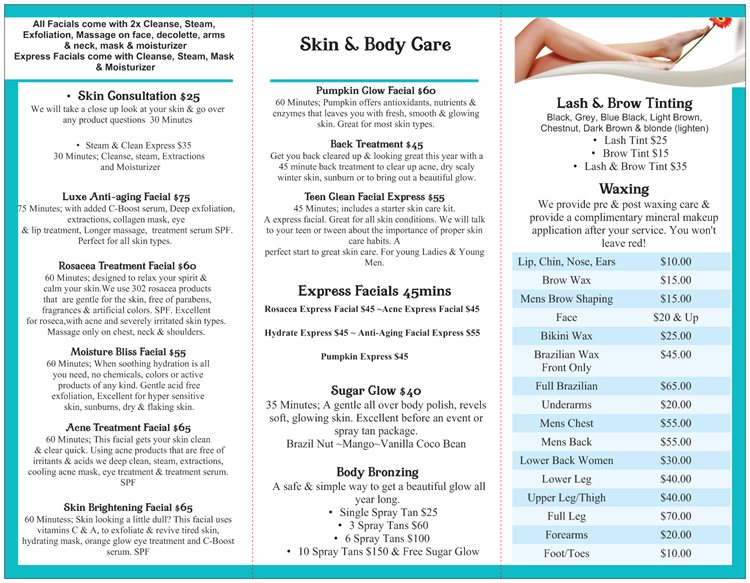 All Facials come with 2x Cleanse, Steam,
Exfoliation, Massage on face, decolette, arms
& neck, mask & moisturizer
Express Facials come with Cleanse, Steam, Mask
& Moisturizer
• Skin Consultation $25
We will take a close up look at your skin & go over
any product questions 30 Minutes
• Steam & Clean Express $35
30 Minutes; Cleanse, steam, Extractions
and Moisturizer
Luxe Anti-aging Facial $75
75 Minutes; with added C-Boost serum, Deep exfoliation,
extractions, collagen mask, eye
& lip treatment, Longer massage, treatment serum SPF.
Perfect for all skin types.
Rosacea Treatment Facial $60
60 Minutes; designed to relax your spirit &
calm your skin.We use 302 rosacea products
that are gentle for the skin, free of parabens,
fragrances & artificial colors. SPF. Excellent
for roseca,with acne and severely irritated skin types.
Massage only on chest, neck & shoulders.
Moisture Bliss Facial $55
60 Minutes; When soothing hydration is all
you need, no chemicals, colors or active
products of any kind. Gentle acid free
exfoliation, Excellent for hyper sensitive
skin, sunburns, dry & flaking skin.
Acne Treatment Facial $65
60 Minutes; This facial gets your skin clean
& clear quick. Using acne products that are free of
irritants & acids we deep clean, steam, extractions,
cooling acne mask, eye treatment & treatment serum.
SPF
Skin Brightening Facial $65
60 Minutess; Skin looking a little dull? This facial uses
vitamins C & A, to exfoliate & revive tired skin,
hydrating mask, orange glow eye treatment and C-Boost
serum. SPF
Skin & Body Care
Pumpkin Glow Facial $60
60 Minutes; Pumpkin offers antioxidants, nutrients &
enzymes that leaves you with fresh, smooth & glowing
skin. Great for most skin types.
Back Treatment $45
Get you back cleared up & looking great this year with a
45 minute back treatment to clear up acne, dry scaly
winter skin, sunburn or to bring out a beautiful glow.
Teen Clean Facial Express $55
45 Minutes; includes a starter skin care kit.
A express facial. Great for all skin conditions. We will talk
to your teen or tween about the importance of proper skin
care habits. A
perfect start to great skin care. For young Ladies & Young
Men.
Express Facials 45mins
Rosacea Express Facial $45 ~Acne Express Facial $45
Hydrate Express $45 ~ Anti-Aging Facial Express $55
Pumpkin Express $45
Sugar Glow $40
35 Minutes; A gentle all over body polish, revels
soft, glowing skin. Excellent before an event or
spray tan package.
Brazil Nut ~Mango~Vanilla Coco Bean
Body Bronzing
A safe & simple way to get a beautiful glow all
year long.
• Single Spray Tan $25
• 3 Spray Tans $60
• 6 Spray Tans $100
• 10 Spray Tans $150 & Free Sugar Glow
Lash & Brow Tinting
Black, Grey, Blue Black, Light Brown,
Chestnut, Dark Brown & blonde (lighten)
• Lash Tint $25
• Brow Tint $15
• Lash & Brow Tint $35
Waxing
We provide pre & post waxing care &
provide a complimentary mineral makeup
application after your service. You won't
leave red!
Lip, Chin, Nose, Ears $10.00
Brow Wax $15.00
Mens Brow Shaping $15.00
Face $20 & Up
Bikini Wax $25.00
Brazilian Wax $45.00
Front Only
Full Brazilian $65.00
Underarms $20.00
Mens Chest $55.00
Mens Back $55.00
Lower Back Women $30.00
Lower Leg $40.00
Upper Leg/Thigh $40.00
Full Leg $70.00
Forearms $20.00
Foot/Toes $10.00